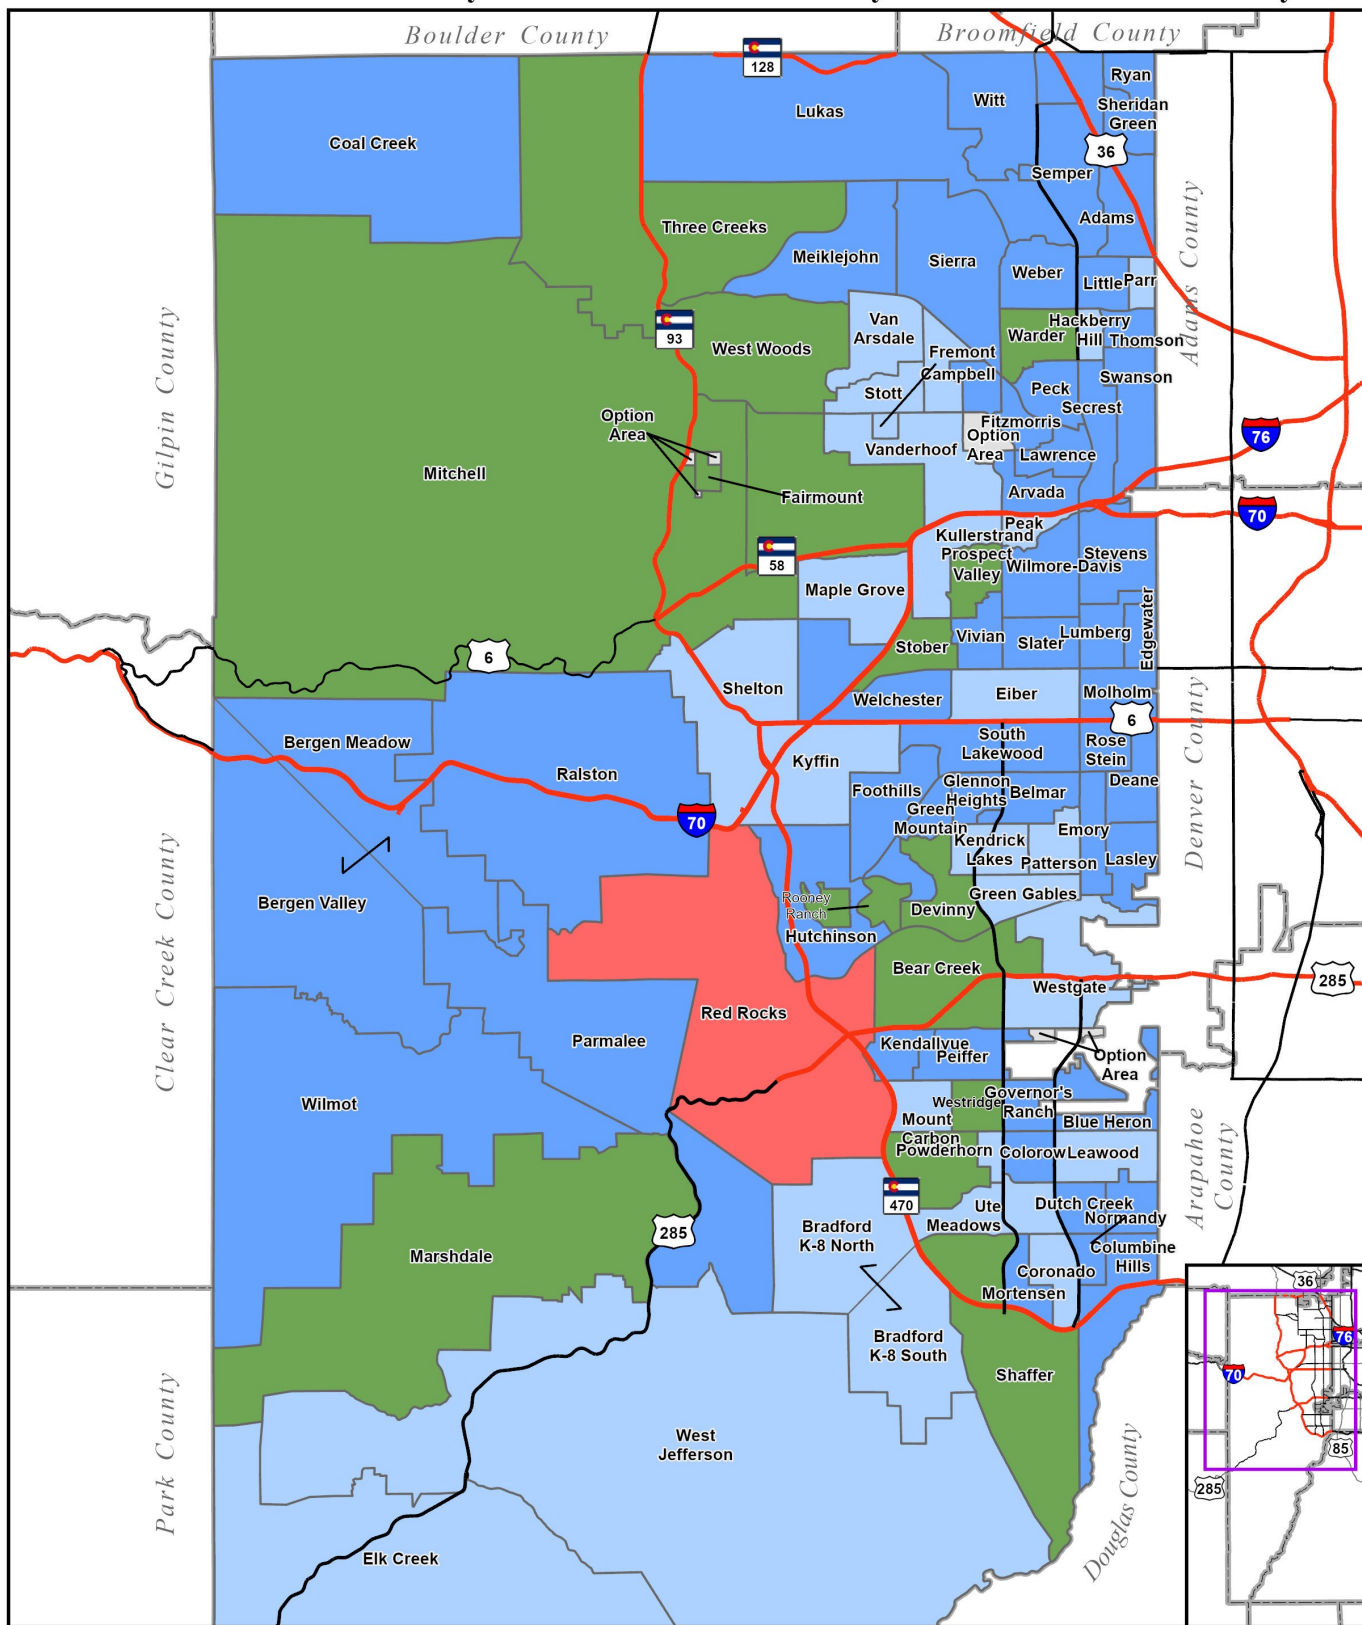 Boulder County
Broomfield County
128
Ryan
Lukas
Witt
Sheridan
Green
Coal Creek
36
Semper
Three Creeks
Adams
Meiklejohn
Sierra
Weber
Little
Parr
Adams County
Gilpin County
93
Van
Arsdale
Warder
Hackberry
Hill
Thomson
West Woods
Fremont
Campbell
Swanson
Stott
Peck
Secrest
Option
Area
Fitzmorris
Option
Area
76
Mitchell
Vanderhoof
Lawrence
Fairmount
Arvada
70
Peak
Kullerstrand
58
Prospect
Valley
Stevens
Wilmore-Davis
Maple Grove
Edgewater
Vivian
Slater
Lumberg
Stober
6
Shelton
Welchester
Eiber
Molholm
6
Denver County
Bergen Meadow
South
Lakewood
Rose
Stein
Ralston
Kyffin
Foothills
Glennon
Heights
Belmar
Deane
70
Green
Mountain
Emory
Kendrick
Lakes
Patterson
Lasley
Bergen Valley
Rooney
Ranch
Green Gables
Devinny
Clear Creek County
Hutchinson
Bear Creek
285
Westgate
Red Rocks
Parmalee
Kendallvue
Peiffer
Option
Area
Wilmot
Westridge
Governor's
Ranch
Mount
Carbon
Blue Heron
Powderhorn
Colorow
Leawood
Arapahoe
County
470
Ute
Meadows
Dutch Creek
Normandy
285
Bradford
K-8 North
Marshdale
Columbine
Hills
Coronado
Mortensen
36
Bradford
K-8 South
76
Shaffer
70
Park County
West
Jefferson
85
285
Douglas County
Elk Creek